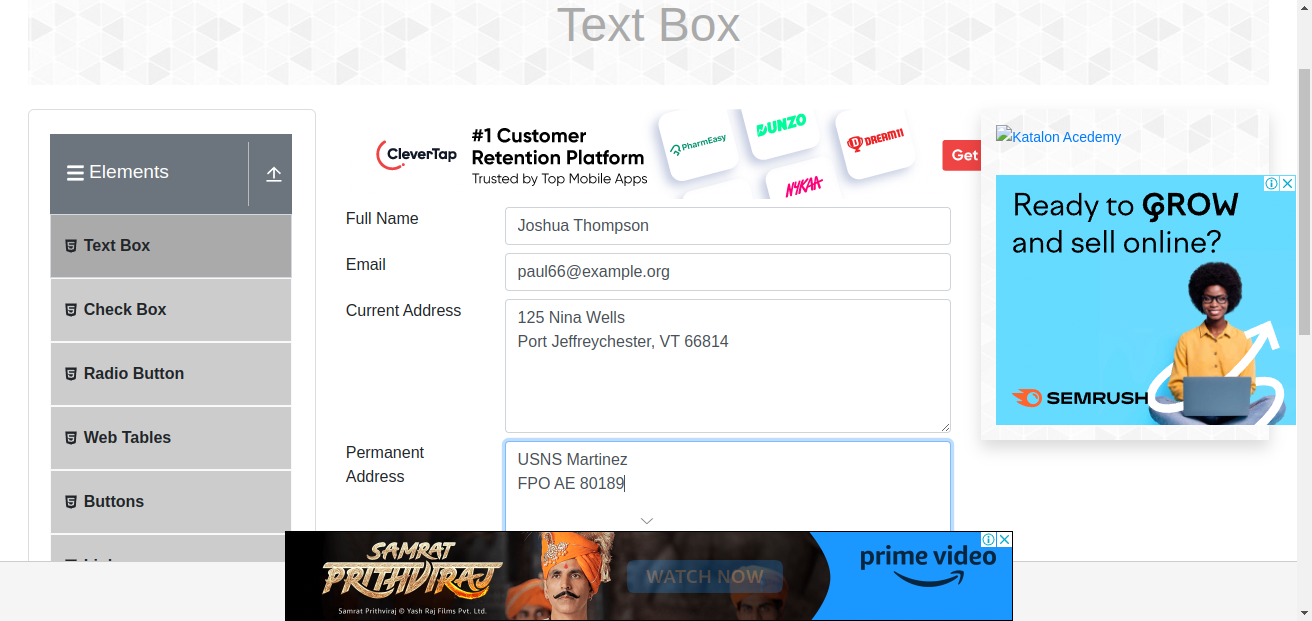 Text Box
Elements
Text Box
Check Box
Radio Button
Web Tables
Buttons
CleverTap
#1 Customer
Retention Platform
Trusted by Top Mobile Apps
PharmEasy
DUNZO
NYKAA
DREAM11
Get
Full Name
Joshua Thompson
Email
paul66@example.org
Current Address
125 Nina Wells
Port Jeffreychester, VT 66814
Permanent
Address
USNS Martinez
FPO AE 80189
Katalon Acedemy
Ready to GROW
and sell online?
SEMRUSH
SAMRAT
PRITHVIRAJ
Samrat Prithviraj © Yash Raj Films Pvt. Ltd.
WATCH NOW
prime video